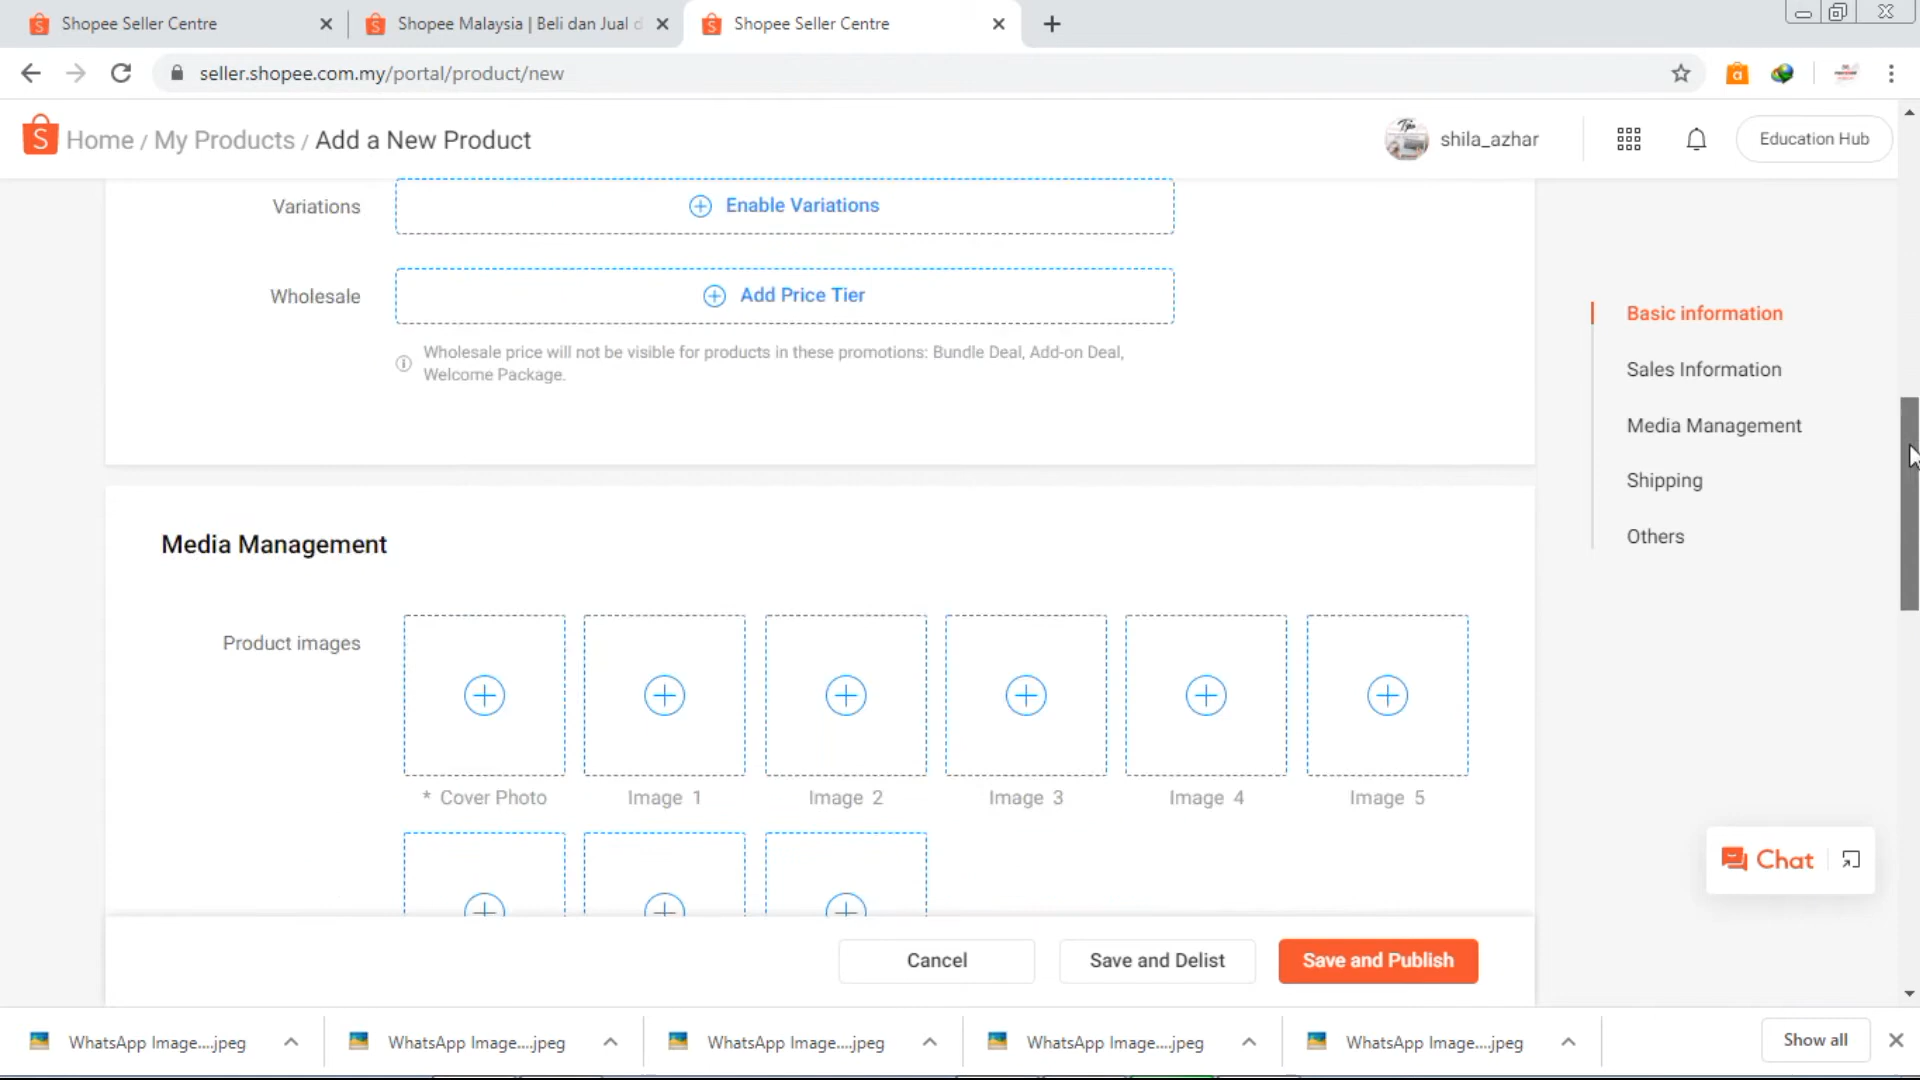 Shopee Seller Centre
Shopee Malaysia | Beli dan Jual d
Shopee Seller Centre
seller.shopee.com.my/portal/product/new
Home / My Products / Add a New Product
shila_azhar
Education Hub
Variations
Enable Variations
Wholesale
Add Price Tier
Wholesale price will not be visible for products in these promotions: Bundle Deal, Add-on Deal,
Welcome Package.
Basic information
Sales Information
Media Management
Shipping
Others
Media Management
Product images
* Cover Photo
Image 1
Image 2
Image 3
Image 4
Image 5
Chat
Cancel
Save and Delist
Save and Publish
WhatsApp Image....jpeg
WhatsApp Image....jpeg
WhatsApp Image....jpeg
WhatsApp Image....jpeg
WhatsApp Image....jpeg
Show all